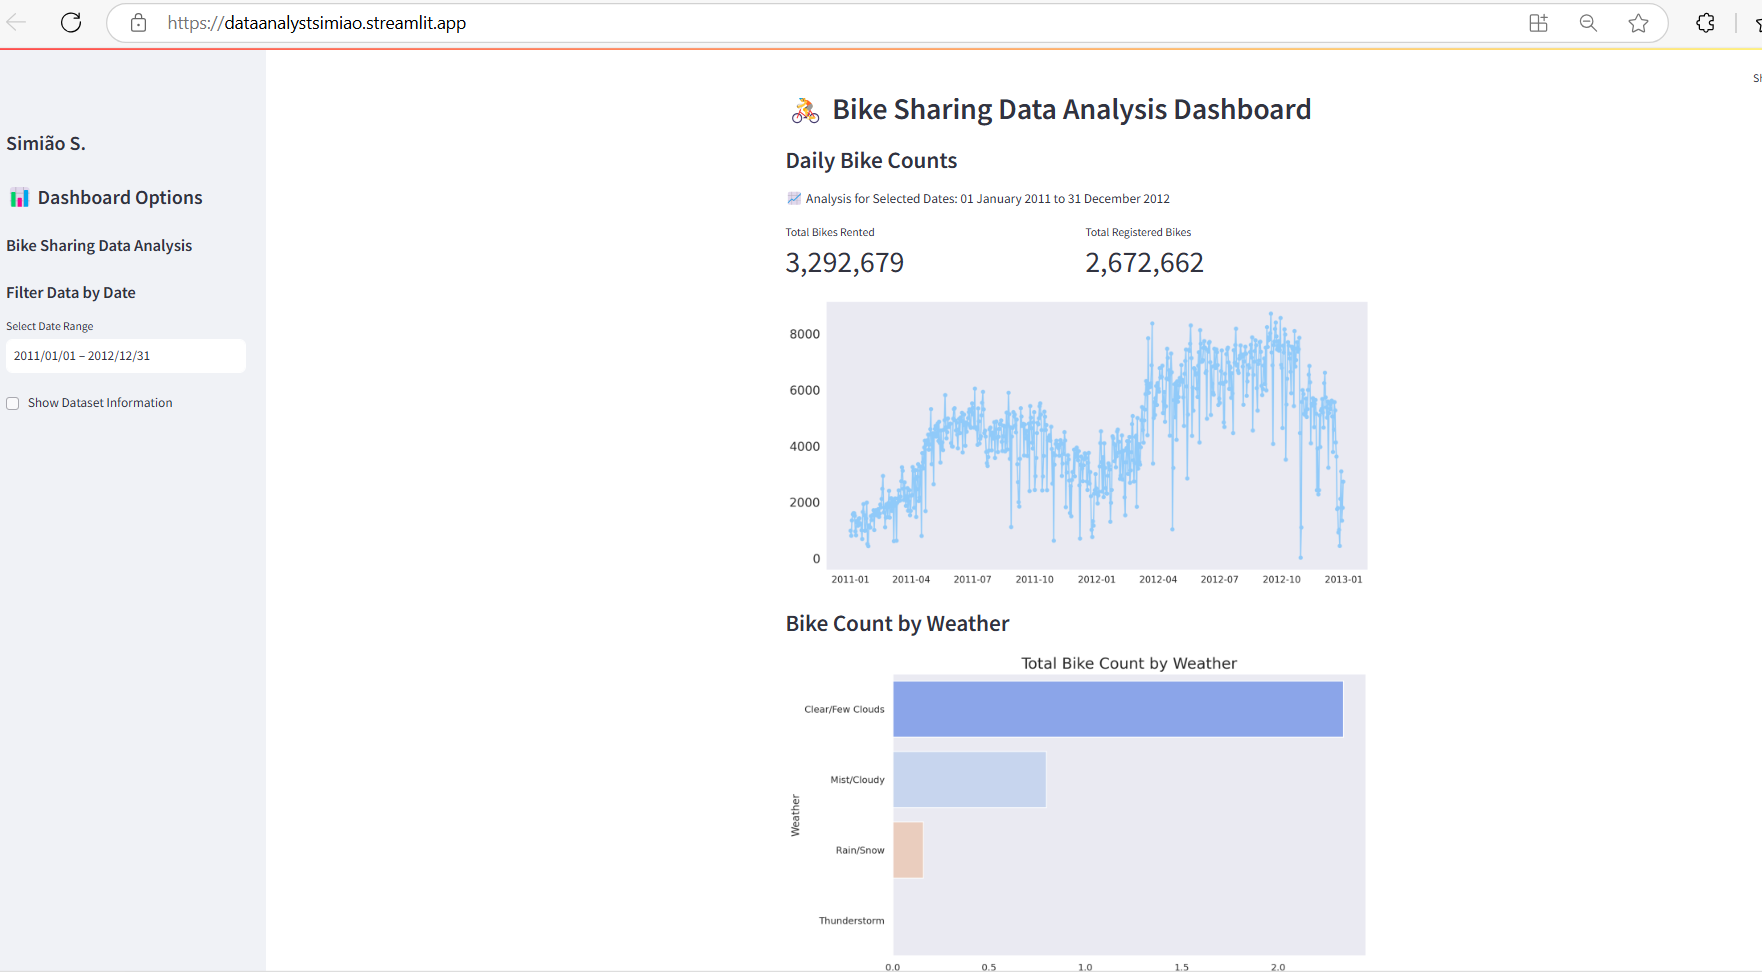 https://dataanalystsimiao.streamlit.app
Simião S.
Dashboard Options
Bike Sharing Data Analysis
Filter Data by Date
Select Date Range
2011/01/01 – 2012/12/31
Show Dataset Information
Bike Sharing Data Analysis Dashboard
Daily Bike Counts
Analysis for Selected Dates: 01 January 2011 to 31 December 2012
Total Bikes Rented
Total Registered Bikes
3,292,679
2,672,662
8000
6000
4000
2000
0
2011-01 2011-04 2011-07 2011-10 2012-01 2012-04 2012-07 2012-10 2013-01
Bike Count by Weather
Total Bike Count by Weather
Clear/Few Clouds
Mist/Cloudy
Weather
Rain/Snow
Thunderstorm
0.0 0.5 1.0 1.5 2.0